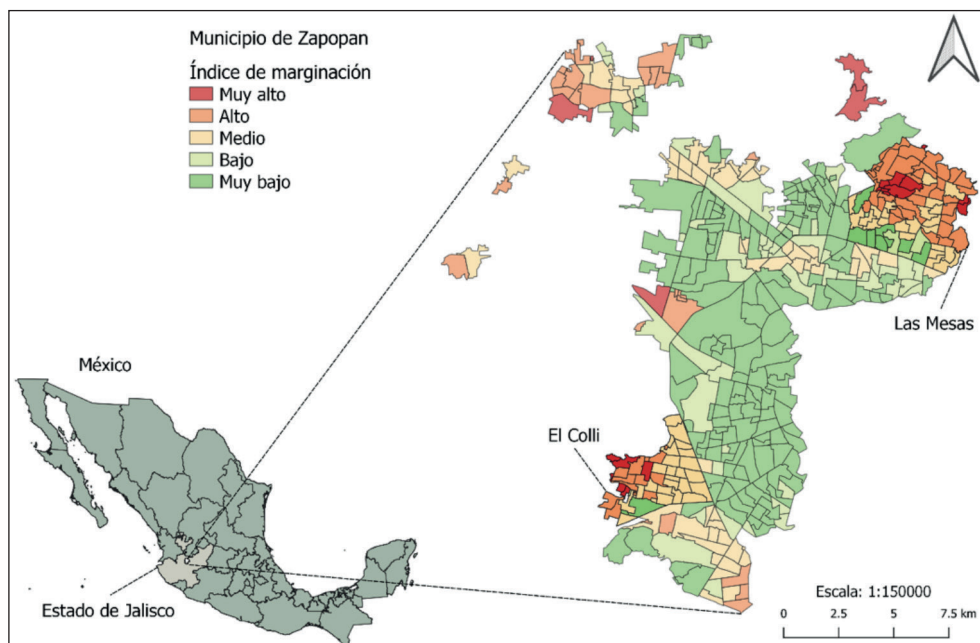 Municipio de Zapopan
Índice de marginación
Muy alto
Alto
Medio
Bajo
Muy bajo
Las Mesas
México
El Colli
Estado de Jalisco
Escala: 1:150000
0 2.5 5 7.5 km